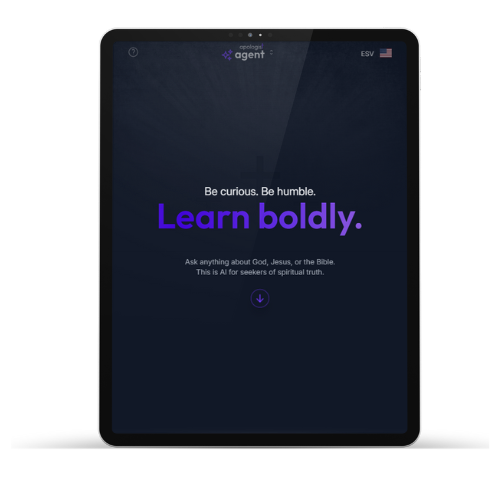 apologist
agent
ESV
Be curious. Be humble.
Learn boldly.
Ask anything about God, Jesus, or the Bible.
This is AI for seekers of spiritual truth.